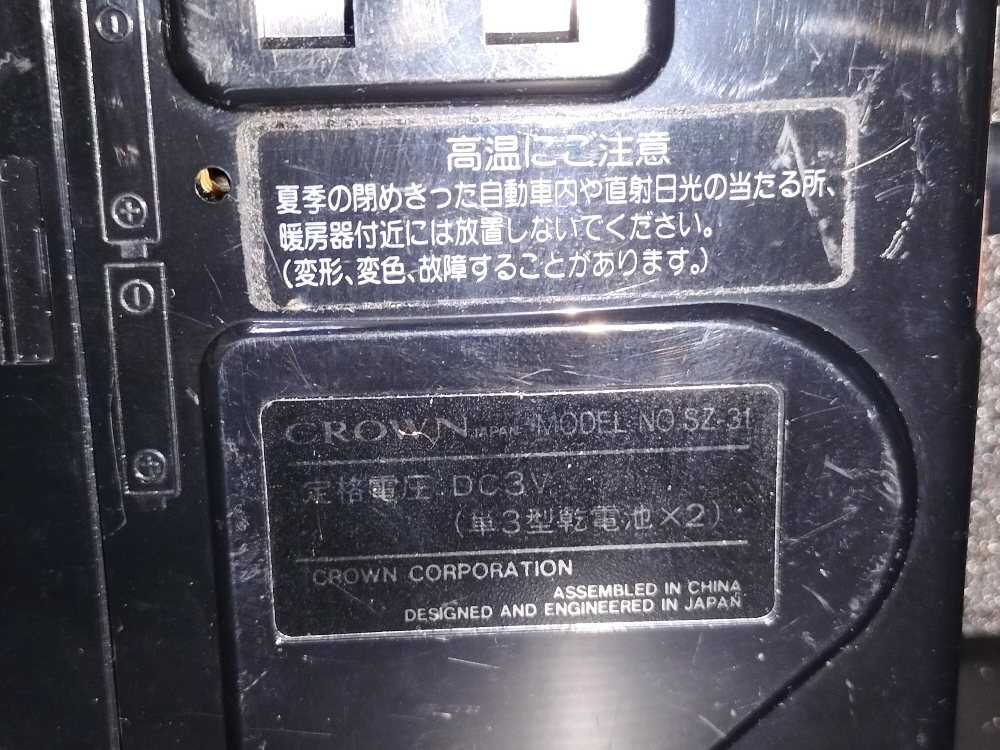 高温にご注意
夏季の閉めきった自動車内や直射日光の当たる所、
暖房器付近には放置しないでください。
(変形、変色、故障することがあります。)
CROWN JAPAN MODEL NO.SZ-31
定格電圧 DC3V
(単3型乾電池×2)
CROWN CORPORATION
ASSEMBLED IN CHINA
DESIGNED AND ENGINEERED IN JAPAN